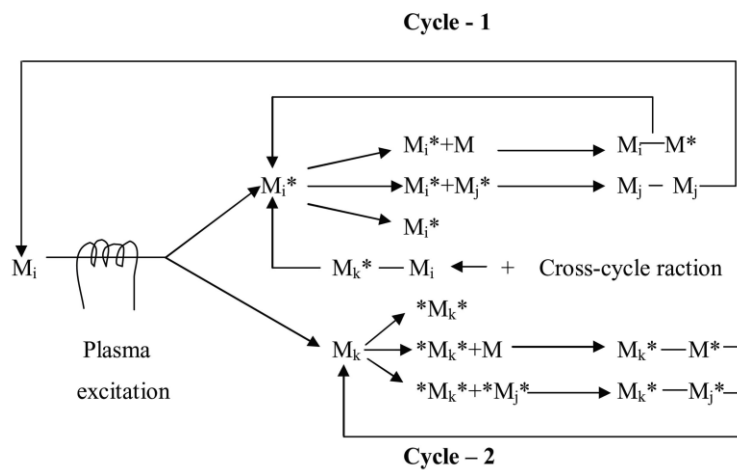 Cycle - 1
Mᵢ*+M → Mᵢ—M*
Mᵢ* Mᵢ*+Mⱼ* → Mⱼ – Mⱼ
Mᵢ*
Mᵢ Mₖ* — Mᵢ ← + Cross-cycle raction
*Mₖ*
Plasma Mₖ *Mₖ*+M → Mₖ*—M*
excitation *Mₖ*+*Mⱼ* → Mₖ* —Mⱼ*
Cycle – 2